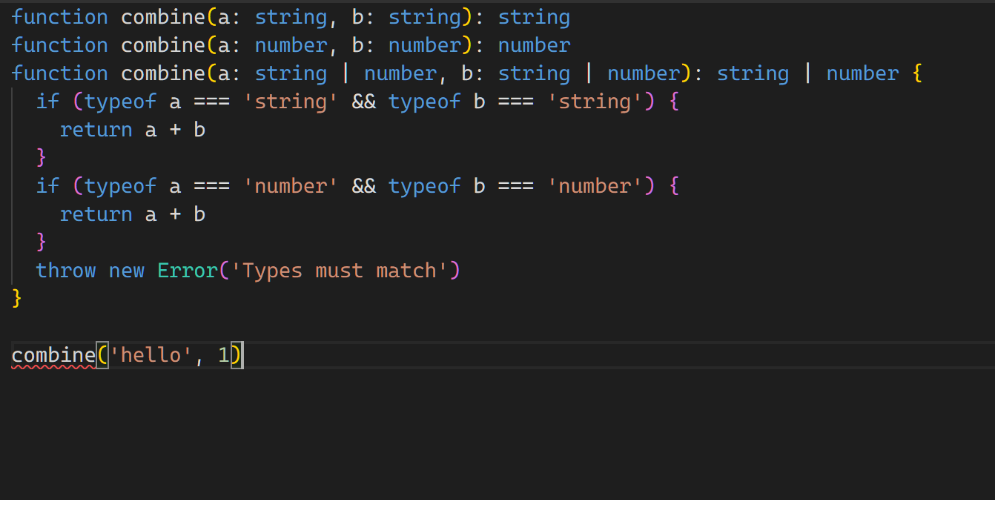 function combine(a: string, b: string): string
function combine(a: number, b: number): number
function combine(a: string | number, b: string | number): string | number {
  if (typeof a === 'string' && typeof b === 'string') {
    return a + b
  }
  if (typeof a === 'number' && typeof b === 'number') {
    return a + b
  }
  throw new Error('Types must match')
}

combine('hello', 1)